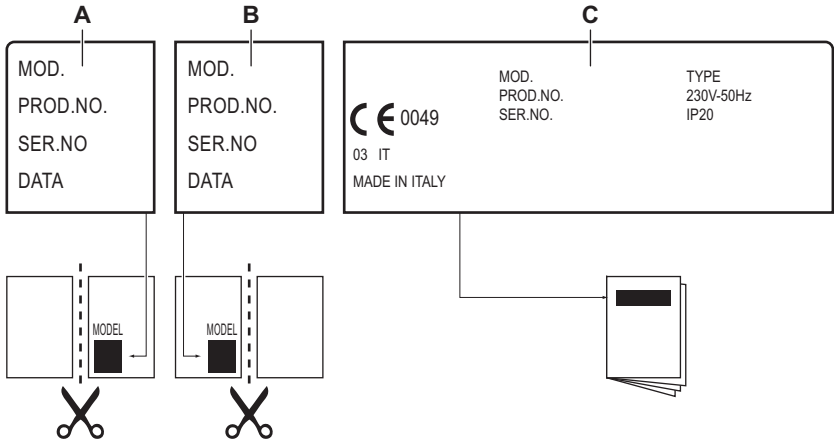 A
B
C
MOD.
PROD.NO.
SER.NO
DATA
MOD.
PROD.NO.
SER.NO
DATA
MOD.
PROD.NO.
SER.NO.
TYPE
230V-50Hz
IP20
CE 0049
03 IT
MADE IN ITALY
MODEL
MODEL